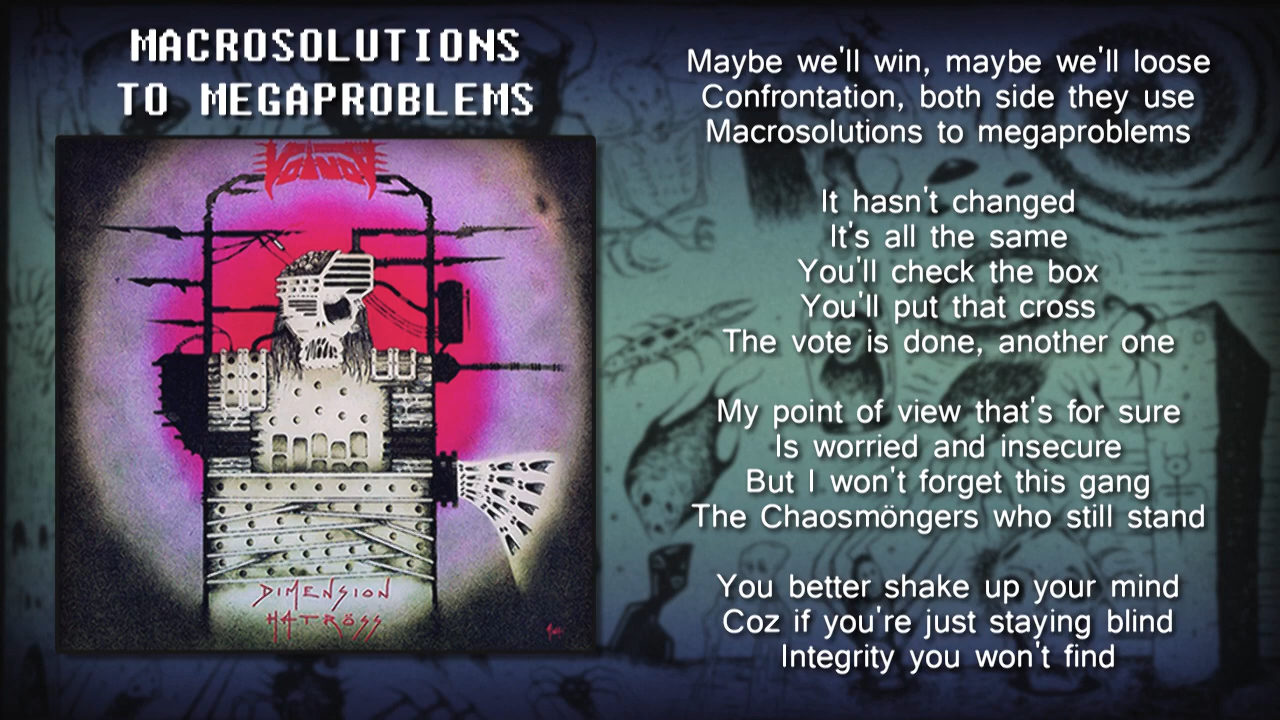 MACROSOLUTIONS
TO MEGAPROBLEMS
VOIVOD
DIMENSION
HATRÖSS
Maybe we'll win, maybe we'll loose
Confrontation, both side they use
Macrosolutions to megaproblems
It hasn't changed
It's all the same
You'll check the box
You'll put that cross
The vote is done, another one
My point of view that's for sure
Is worried and insecure
But I won't forget this gang
The Chaosmöngers who still stand
You better shake up your mind
Coz if you're just staying blind
Integrity you won't find